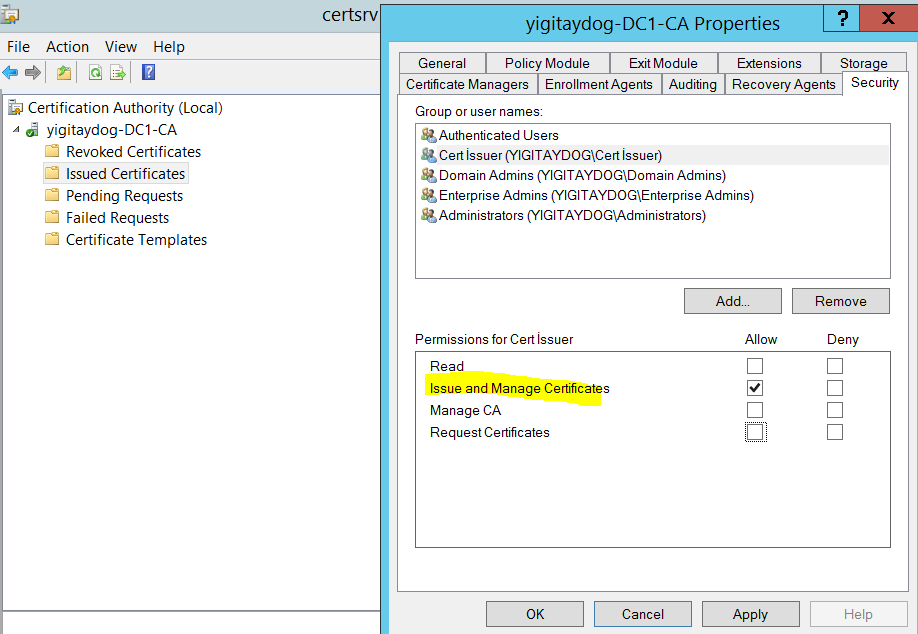 certsrv
File Action View Help
Certification Authority (Local)
yigitaydog-DC1-CA
Revoked Certificates
Issued Certificates
Pending Requests
Failed Requests
Certificate Templates
yigitaydog-DC1-CA Properties
? X
General Policy Module Exit Module Extensions Storage
Certificate Managers Enrollment Agents Auditing Recovery Agents Security
Group or user names:
Authenticated Users
Cert İssuer (YIGITAYDOG\Cert İssuer)
Domain Admins (YIGITAYDOG\Domain Admins)
Enterprise Admins (YIGITAYDOG\Enterprise Admins)
Administrators (YIGITAYDOG\Administrators)
Add... Remove
Permissions for Cert İssuer Allow Deny
Read
Issue and Manage Certificates
Manage CA
Request Certificates
OK Cancel Apply Help